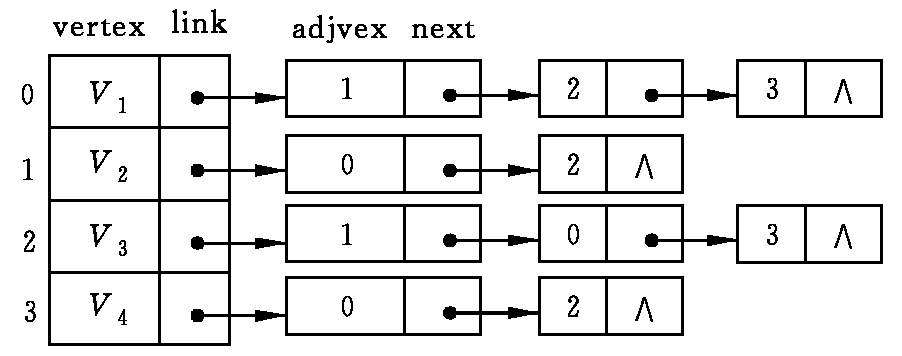 vertex link adjvex next
0 V1 1 2 3 Λ
1 V2 0 2 Λ
2 V3 1 0 3 Λ
3 V4 0 2 Λ